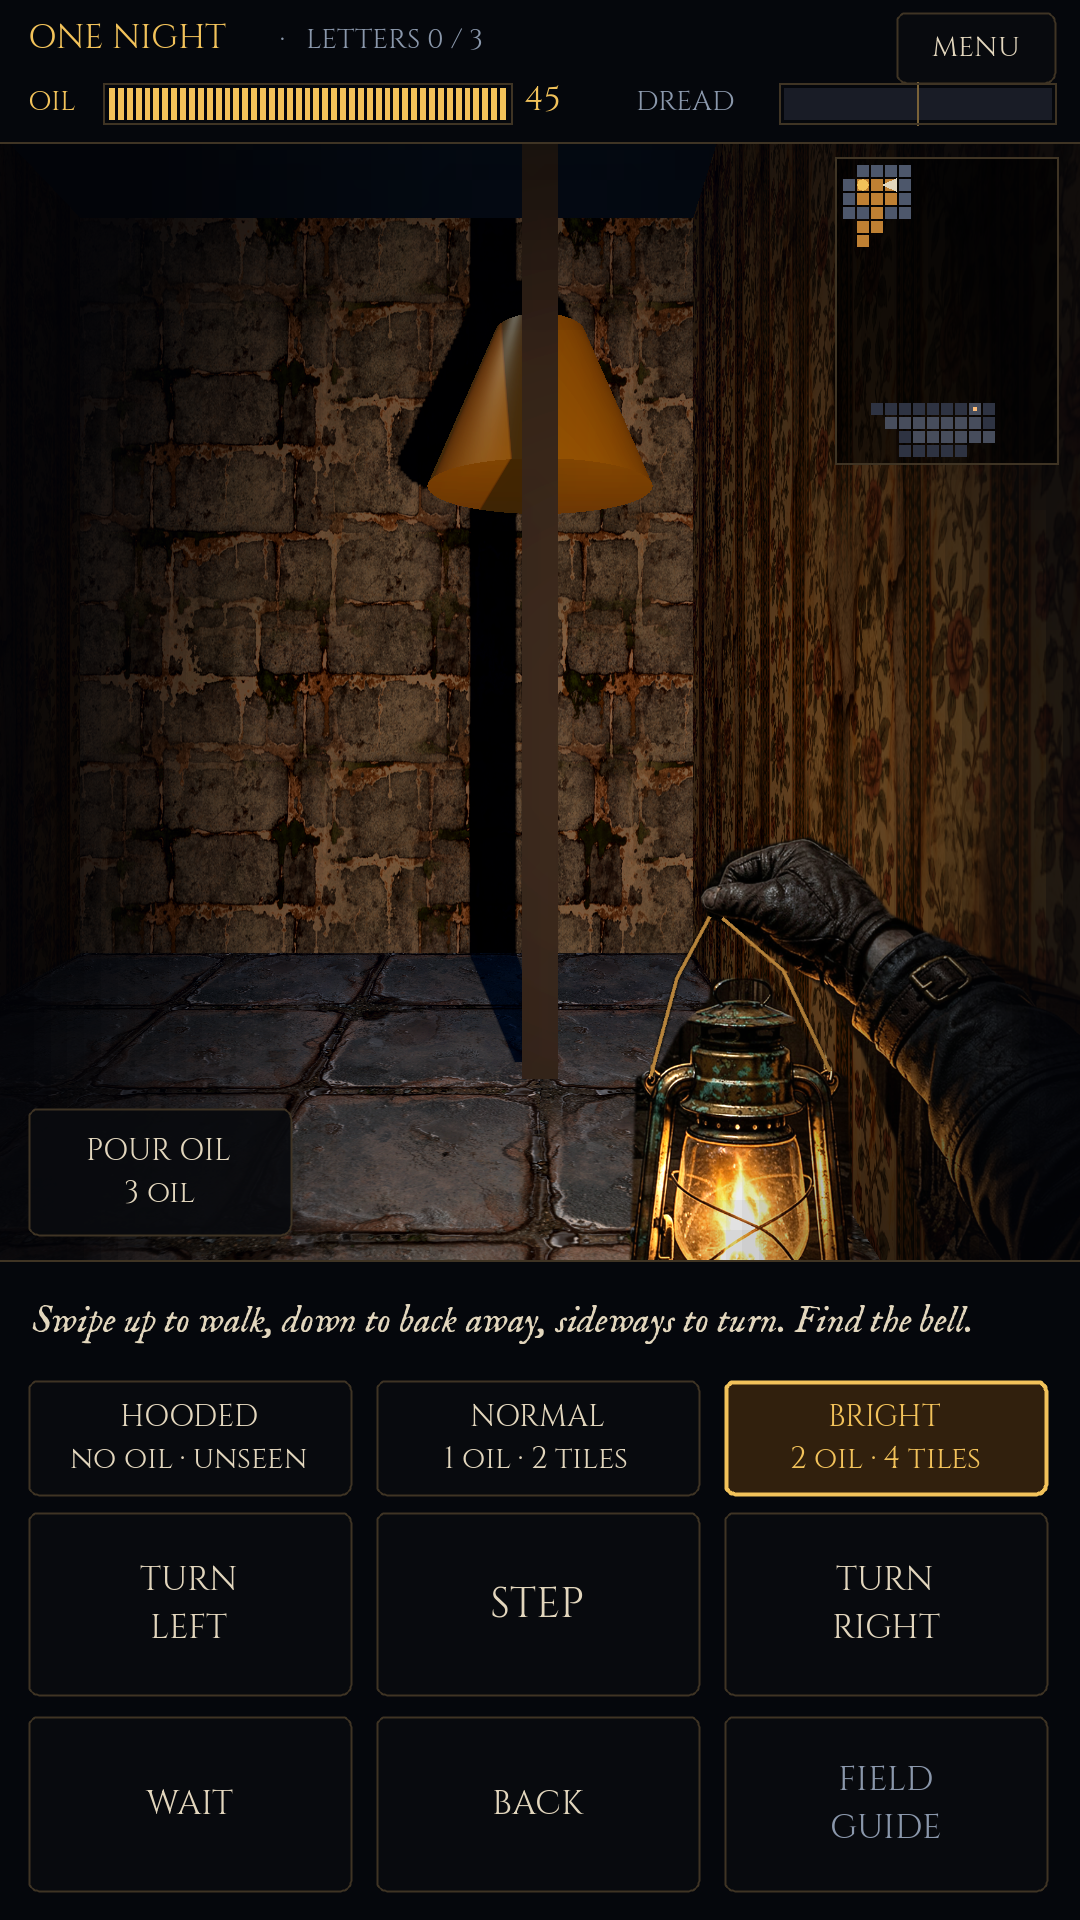 ONE NIGHT · LETTERS 0 / 3
MENU
OIL 45 DREAD
POUR OIL
3 OIL
Swipe up to walk, down to back away, sideways to turn. Find the bell.
HOODED
NO OIL · UNSEEN
NORMAL
1 OIL · 2 TILES
BRIGHT
2 OIL · 4 TILES
TURN
LEFT
STEP
TURN
RIGHT
WAIT
BACK
FIELD
GUIDE